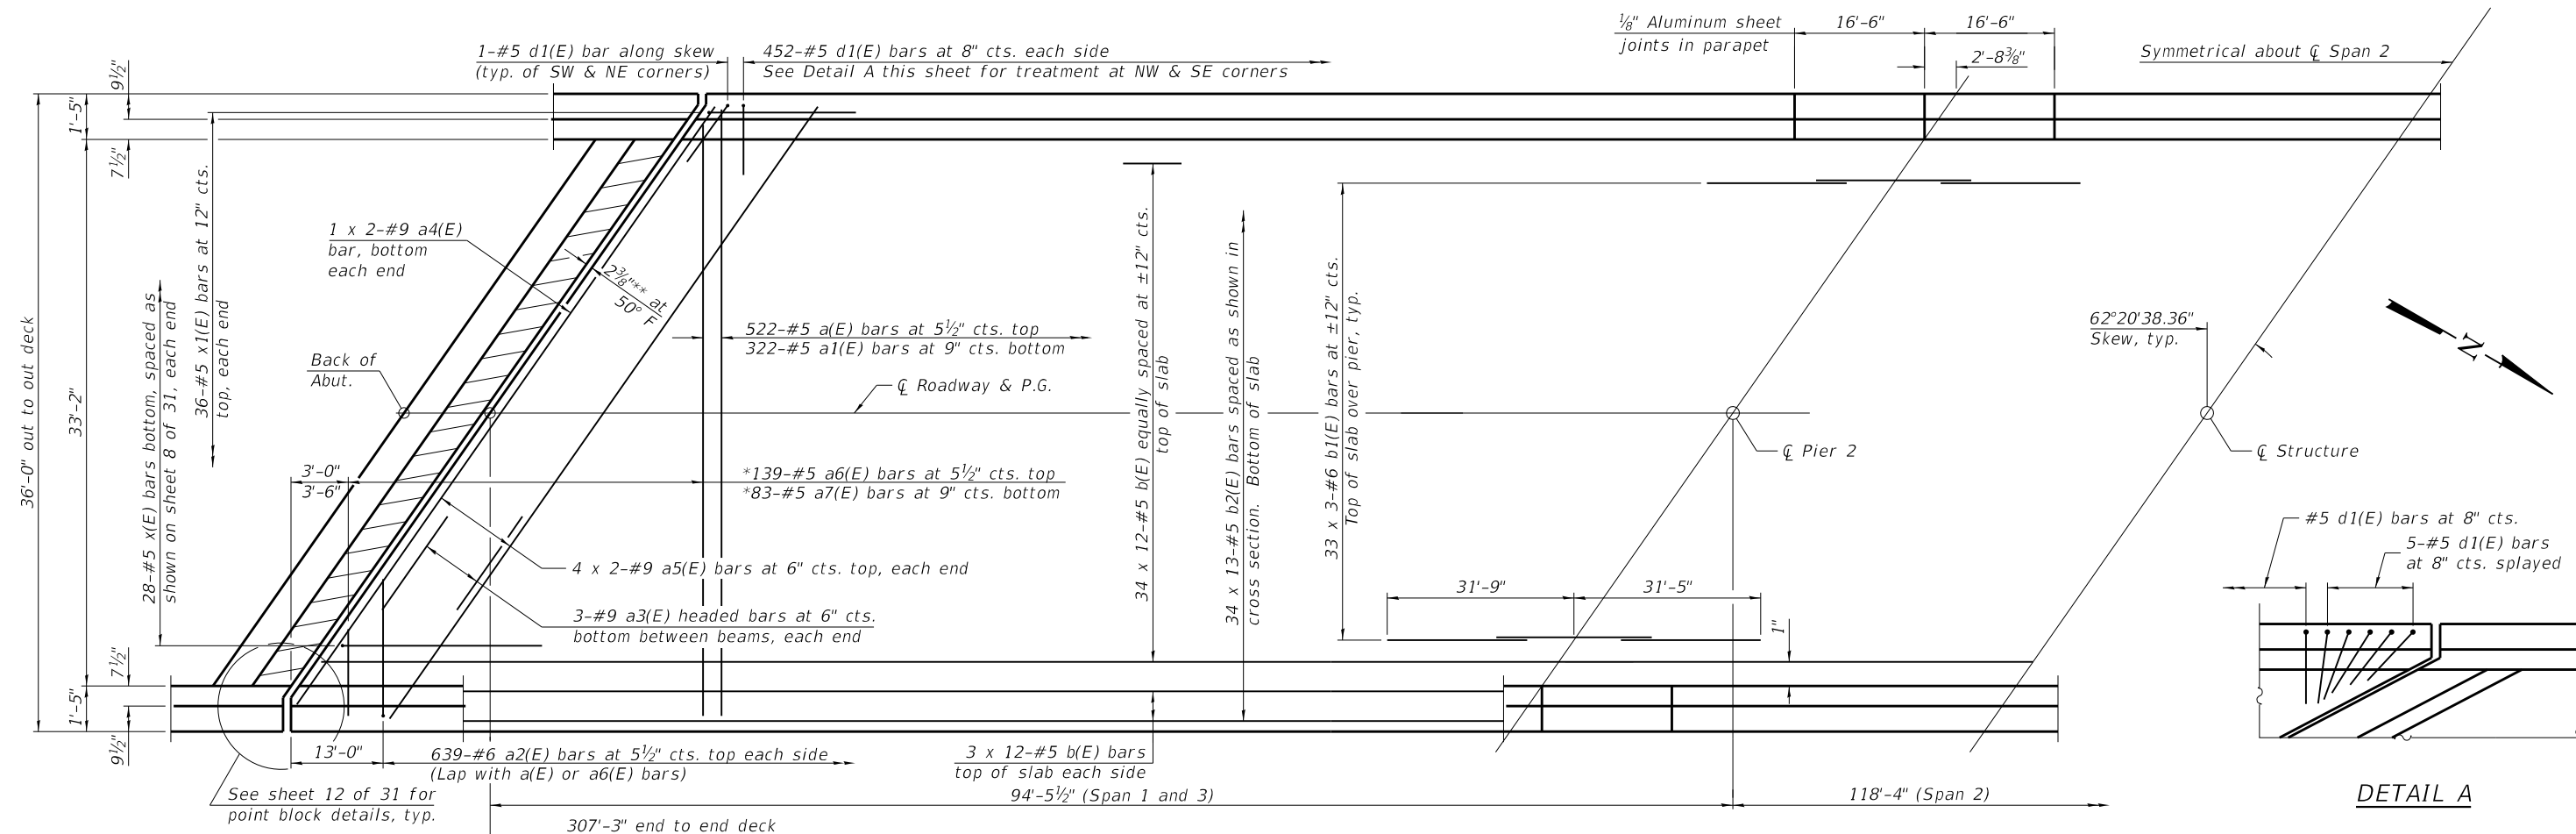 1-#5 d1(E) bar along skew
(typ. of SW & NE corners)
452-#5 d1(E) bars at 8" cts. each side
See Detail A this sheet for treatment at NW & SE corners
⅛" Aluminum sheet
joints in parapet
16'-6"
16'-6"
2'-8⅜"
Symmetrical about ℄ Span 2
9½"
1'-5"
7½"
36'-0" out to out deck
33'-2"
36-#5 x1(E) bars at 12" cts.
top, each end
28-#5 x(E) bars bottom, spaced as
shown on sheet 8 of 31, each end
1 x 2-#9 a4(E)
bar, bottom
each end
2⅜"** at
50° F
Back of
Abut.
522-#5 a(E) bars at 5½" cts. top
322-#5 a1(E) bars at 9" cts. bottom
℄ Roadway & P.G.
34 x 12-#5 b(E) equally spaced at ±12" cts.
top of slab
34 x 13-#5 b2(E) bars spaced as shown in
cross section. Bottom of slab
33 x 3-#6 b1(E) bars at ±12" cts.
Top of slab over pier, typ.
62°20'38.36"
Skew, typ.
N
℄ Pier 2
℄ Structure
3'-0"
3'-6"
*139-#5 a6(E) bars at 5½" cts. top
*83-#5 a7(E) bars at 9" cts. bottom
4 x 2-#9 a5(E) bars at 6" cts. top, each end
3-#9 a3(E) headed bars at 6" cts.
bottom between beams, each end
31'-9"
31'-5"
1"
#5 d1(E) bars at 8" cts.
5-#5 d1(E) bars
at 8" cts. splayed
7½"
1'-5"
9½"
13'-0"
639-#6 a2(E) bars at 5½" cts. top each side
(Lap with a(E) or a6(E) bars)
3 x 12-#5 b(E) bars
top of slab each side
See sheet 12 of 31 for
point block details, typ.
94'-5½" (Span 1 and 3)
118'-4" (Span 2)
307'-3" end to end deck
DETAIL A